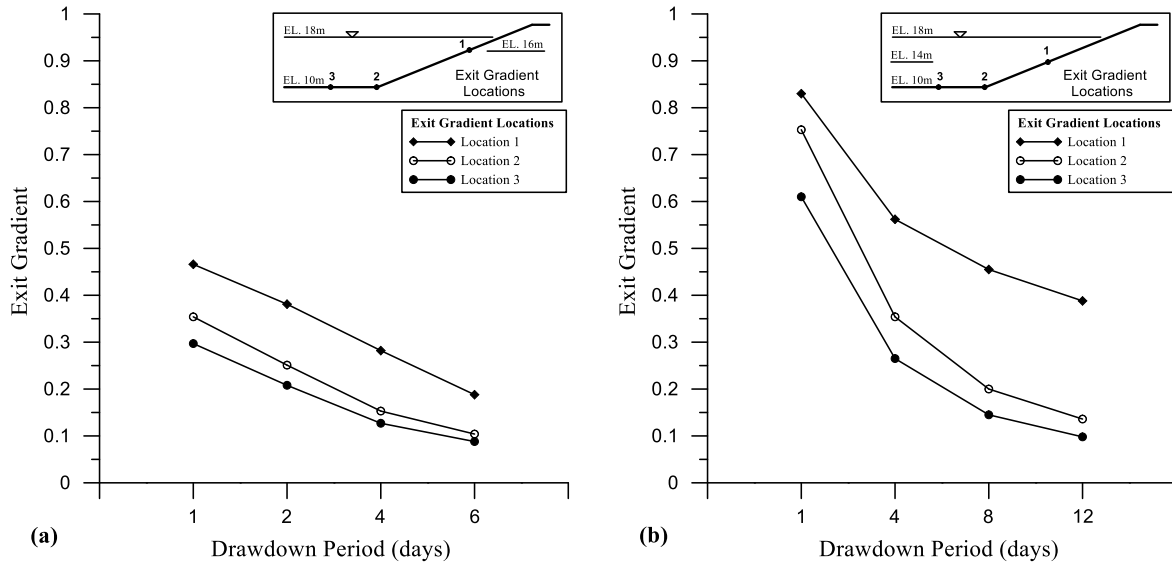 1
0.9
0.8
0.7
0.6
0.5
0.4
0.3
0.2
0.1
0
Exit Gradient
EL. 18m
1
EL. 16m
EL. 10m
3
2
Exit Gradient
Locations
Exit Gradient Locations
Location 1
Location 2
Location 3
1
2
4
6
Drawdown Period (days)
(a)
1
0.9
0.8
0.7
0.6
0.5
0.4
0.3
0.2
0.1
0
Exit Gradient
EL. 18m
1
EL. 14m
EL. 10m
3
2
Exit Gradient
Locations
Exit Gradient Locations
Location 1
Location 2
Location 3
1
4
8
12
Drawdown Period (days)
(b)